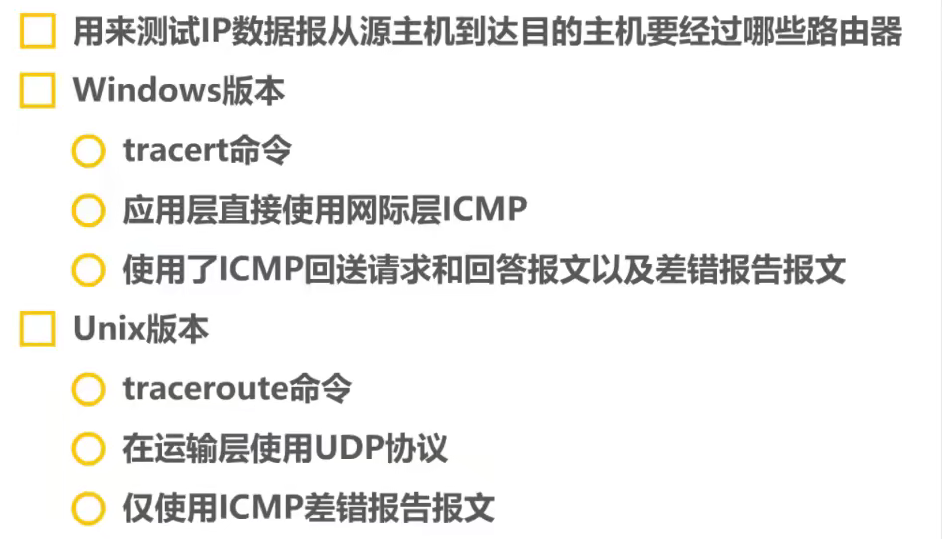 用来测试IP数据报从源主机到达目的主机要经过哪些路由器
Windows版本
tracert命令
应用层直接使用网际层ICMP
使用了ICMP回送请求和回答报文以及差错报告报文
Unix版本
traceroute命令
在运输层使用UDP协议
仅使用ICMP差错报告报文